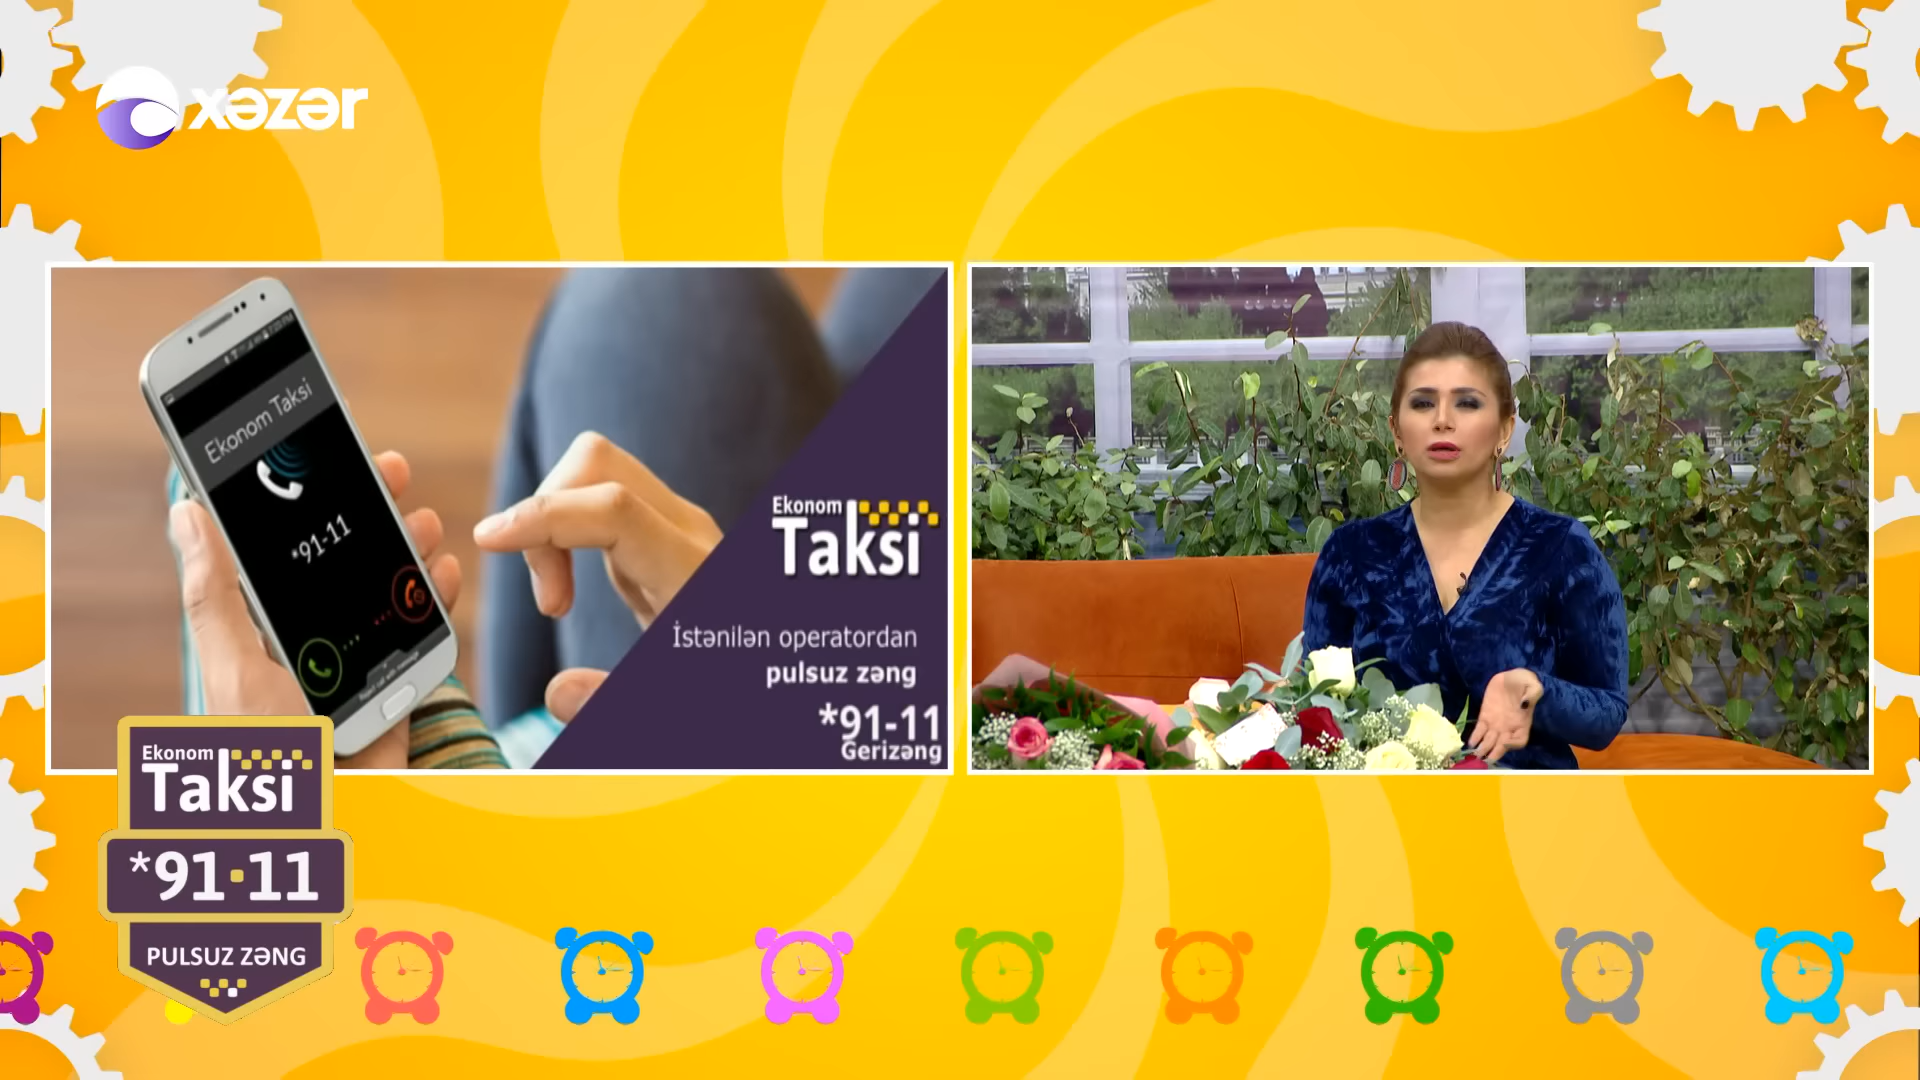 xəzər
Ekonom Taksi
*91-11
Ekonom
Taksi
İstənilən operatordan
pulsuz zəng
*91-11
Gerizəng
Ekonom
Taksi
*91·11
PULSUZ ZƏNG